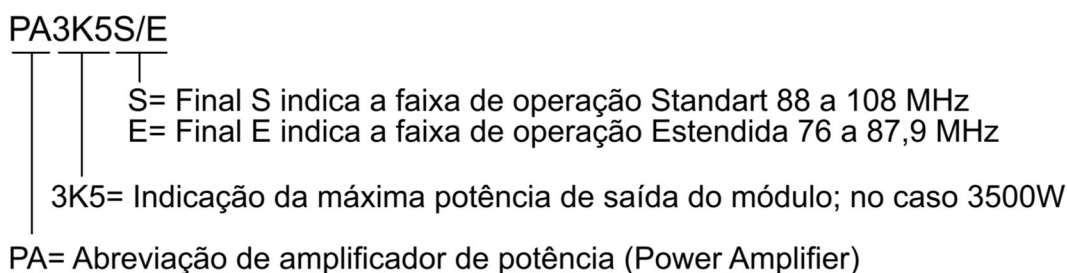 PA3K5S/E
S= Final S indica a faixa de operação Standart 88 a 108 MHz
E= Final E indica a faixa de operação Estendida 76 a 87,9 MHz
3K5= Indicação da máxima potência de saída do módulo; no caso 3500W
PA= Abreviação de amplificador de potência (Power Amplifier)